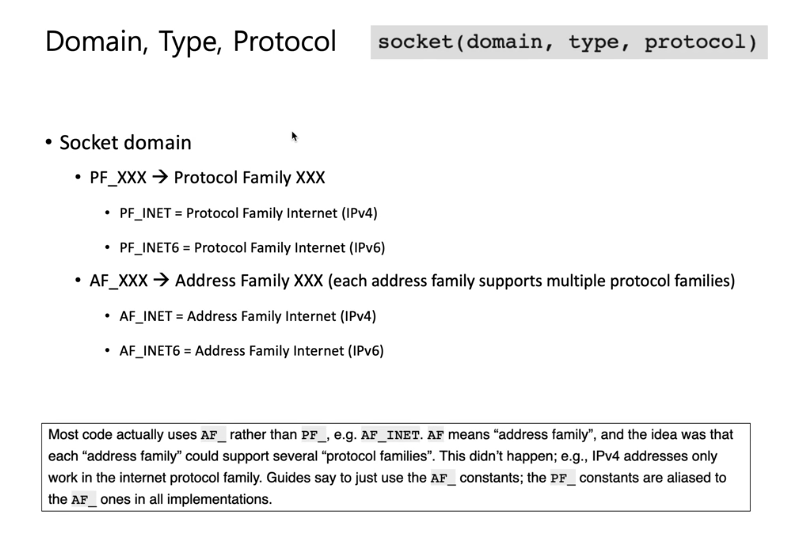 Domain, Type, Protocol
socket(domain, type, protocol)
• Socket domain
• PF_XXX → Protocol Family XXX
• PF_INET = Protocol Family Internet (IPv4)
• PF_INET6 = Protocol Family Internet (IPv6)
• AF_XXX → Address Family XXX (each address family supports multiple protocol families)
• AF_INET = Address Family Internet (IPv4)
• AF_INET6 = Address Family Internet (IPv6)
Most code actually uses AF_ rather than PF_, e.g. AF_INET. AF means “address family”, and the idea was that
each “address family” could support several “protocol families”. This didn’t happen; e.g., IPv4 addresses only
work in the internet protocol family. Guides say to just use the AF_ constants; the PF_ constants are aliased to
the AF_ ones in all implementations.